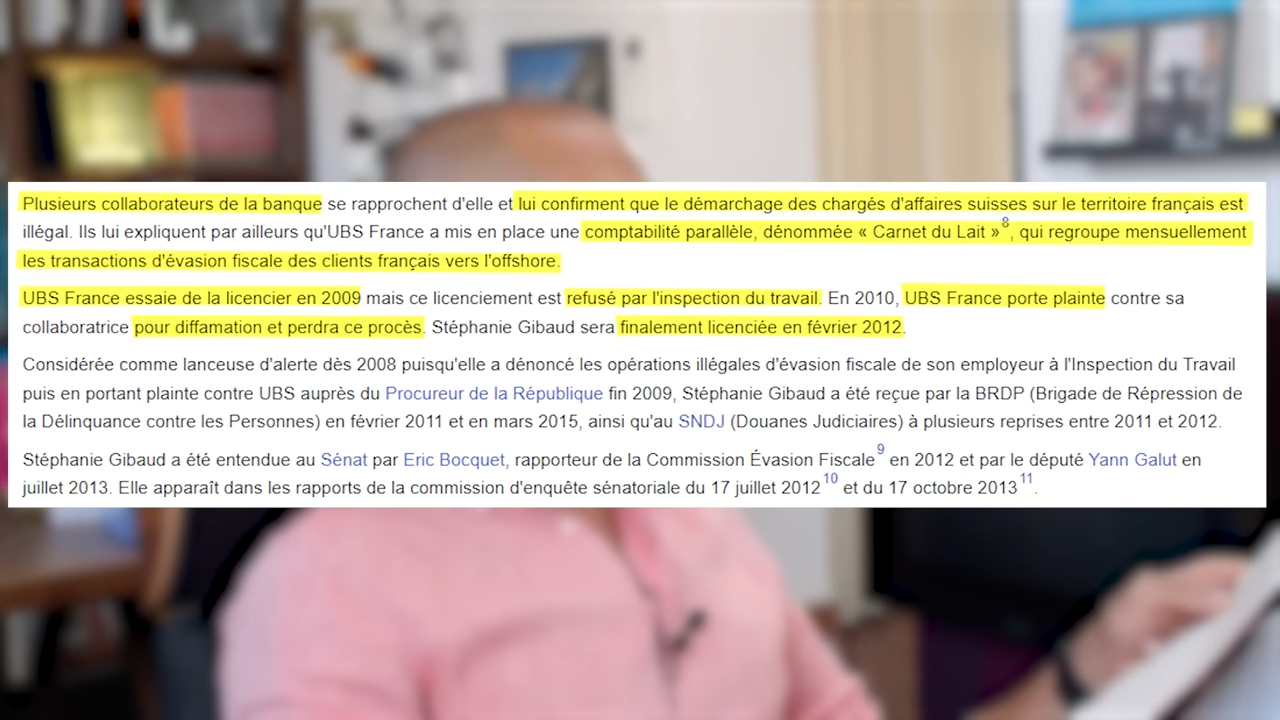 Plusieurs collaborateurs de la banque se rapprochent d'elle et lui confirment que le démarchage des chargés d'affaires suisses sur le territoire français est
illégal. Ils lui expliquent par ailleurs qu'UBS France a mis en place une comptabilité parallèle, dénommée « Carnet du Lait »8, qui regroupe mensuellement
les transactions d'évasion fiscale des clients français vers l'offshore.
UBS France essaie de la licencier en 2009 mais ce licenciement est refusé par l'inspection du travail. En 2010, UBS France porte plainte contre sa
collaboratrice pour diffamation et perdra ce procès. Stéphanie Gibaud sera finalement licenciée en février 2012.
Considérée comme lanceuse d'alerte dès 2008 puisqu'elle a dénoncé les opérations illégales d'évasion fiscale de son employeur à l'Inspection du Travail
puis en portant plainte contre UBS auprès du Procureur de la République fin 2009, Stéphanie Gibaud a été reçue par la BRDP (Brigade de Répression de
la Délinquance contre les Personnes) en février 2011 et en mars 2015, ainsi qu'au SNDJ (Douanes Judiciaires) à plusieurs reprises entre 2011 et 2012.
Stéphanie Gibaud a été entendue au Sénat par Eric Bocquet, rapporteur de la Commission Évasion Fiscale9 en 2012 et par le député Yann Galut en
juillet 2013. Elle apparaît dans les rapports de la commission d'enquête sénatoriale du 17 juillet 201210 et du 17 octobre 201311.